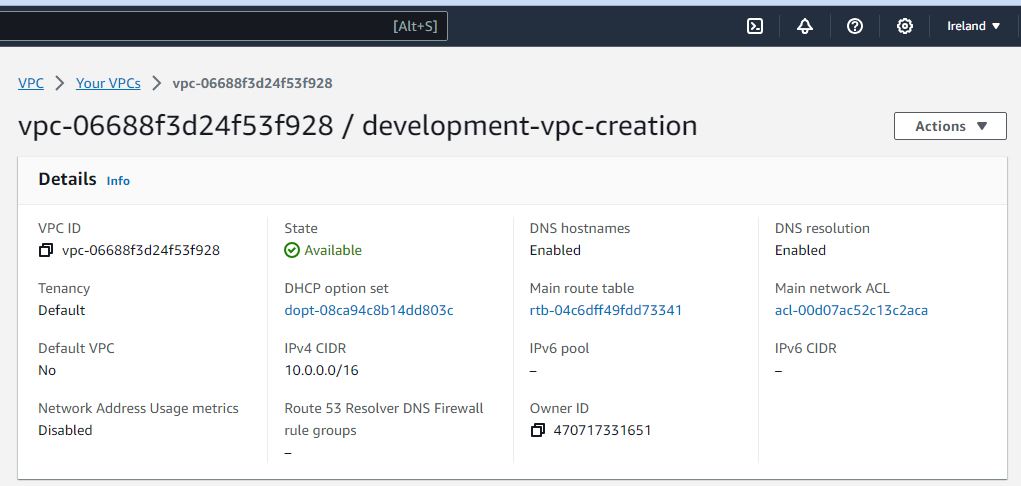 [Alt+S]
Ireland
VPC
Your VPCs
vpc-06688f3d24f53f928
vpc-06688f3d24f53f928 / development-vpc-creation
Actions
Details Info
VPC ID
vpc-06688f3d24f53f928
State
Available
DNS hostnames
Enabled
DNS resolution
Enabled
Tenancy
Default
DHCP option set
dopt-08ca94c8b14dd803c
Main route table
rtb-04c6dff49fdd73341
Main network ACL
acl-00d07ac52c13c2aca
Default VPC
No
IPv4 CIDR
10.0.0.0/16
IPv6 pool
–
IPv6 CIDR
–
Network Address Usage metrics
Disabled
Route 53 Resolver DNS Firewall
rule groups
–
Owner ID
470717331651